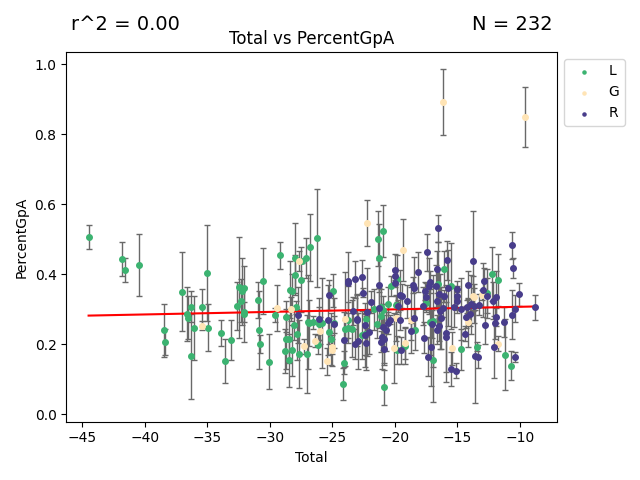 r^2 = 0.00 N = 232
Total vs PercentGpA
1.0
0.8
0.6
0.4
0.2
0.0
PercentGpA
−45 −40 −35 −30 −25 −20 −15 −10
Total
L
G
R